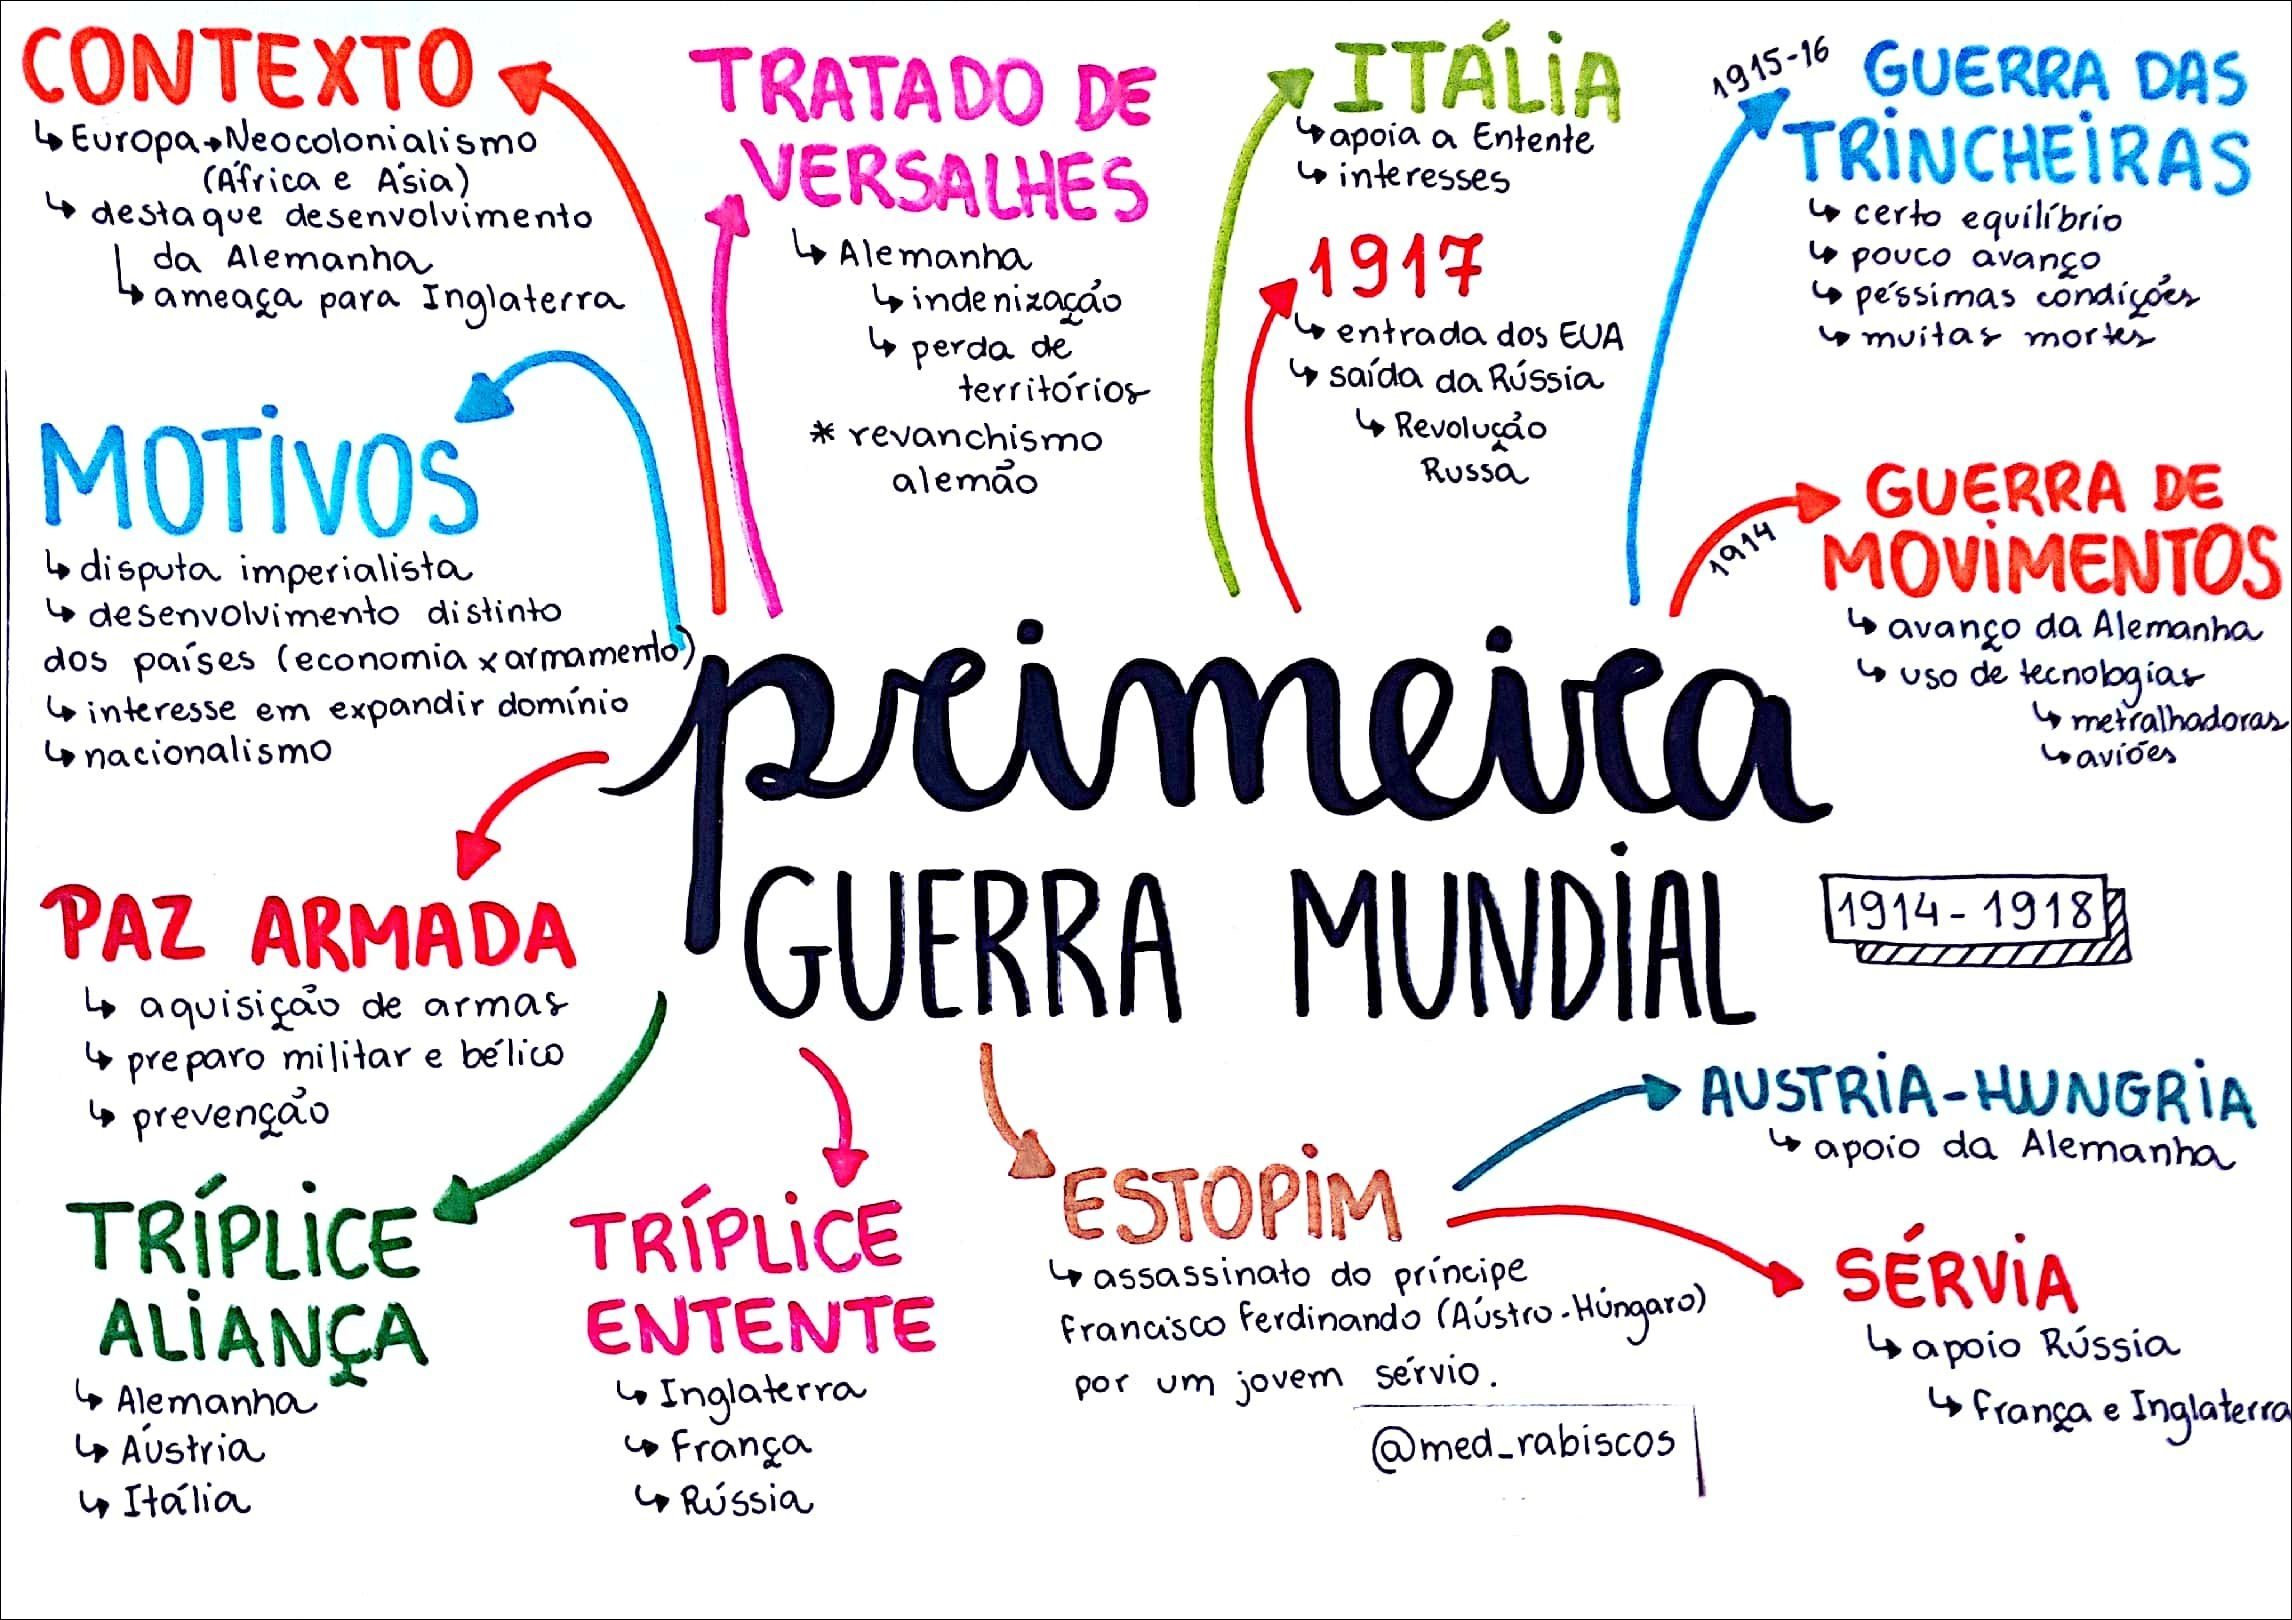 CONTEXTO
Europa→Neocolonialismo
(África e Ásia)
destaque desenvolvimento
da Alemanha
ameaça para Inglaterra
MOTIVOS
disputa imperialista
desenvolvimento distinto
dos países (economia x armamento)
interesse em expandir domínio
nacionalismo
PAZ ARMADA
aquisição de armas
preparo militar e bélico
prevenção
TRÍPLICE
ALIANÇA
Alemanha
Áustria
Itália
TRATADO DE
VERSALHES
Alemanha
indenização
perda de
territórios
* revanchismo
alemão
ITÁLIA
apoia a Entente
interesses
1917
entrada dos EUA
saída da Rússia
Revolução
Russa
1915-16
GUERRA DAS
TRINCHEIRAS
certo equilíbrio
pouco avanço
péssimas condições
muitas mortes
1914
GUERRA DE
MOVIMENTOS
avanço da Alemanha
uso de tecnologias
metralhadoras
aviões
primeira
GUERRA MUNDIAL
1914-1918
TRÍPLICE
ENTENTE
Inglaterra
França
Rússia
ESTOPIM
assassinato do príncipe
Francisco Ferdinando (Aústro-Húngaro)
por um jovem sérvio.
AUSTRIA-HUNGRIA
apoio da Alemanha
SÉRVIA
apoio Rússia
França e Inglaterra
@med_rabiscos